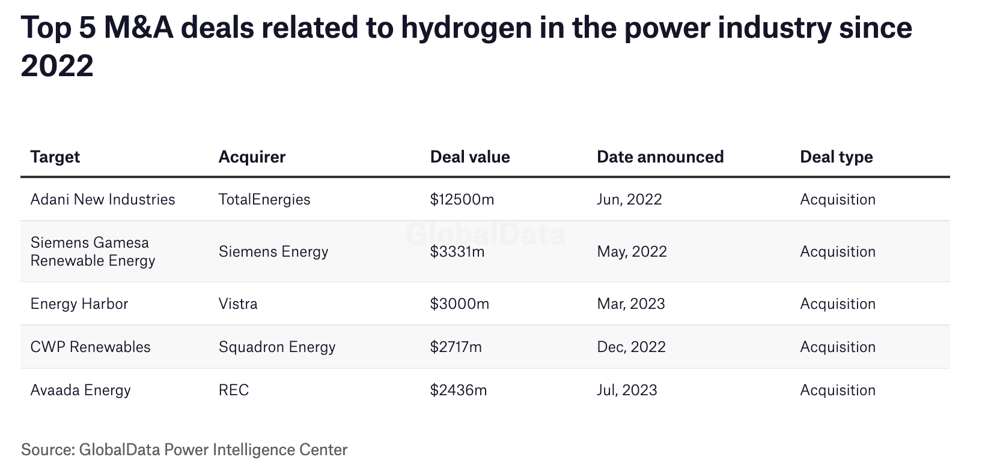 Top 5 M&A deals related to hydrogen in the power industry since
2022
Target Acquirer Deal value Date announced Deal type
Adani New Industries TotalEnergies $12500m Jun, 2022 Acquisition
GlobalData
Siemens Gamesa
Renewable Energy Siemens Energy $3331m May, 2022 Acquisition
Energy Harbor Vistra $3000m Mar, 2023 Acquisition
CWP Renewables Squadron Energy $2717m Dec, 2022 Acquisition
Avaada Energy REC $2436m Jul, 2023 Acquisition
Source: GlobalData Power Intelligence Center